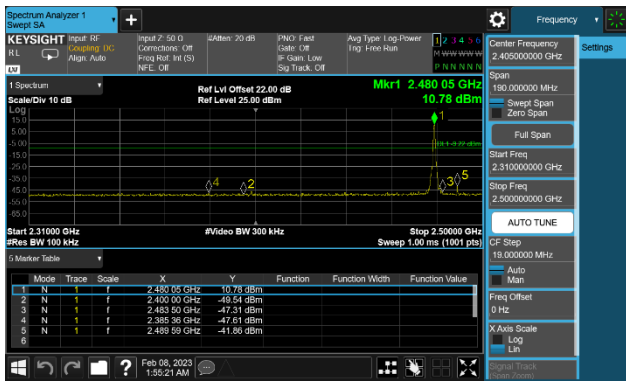 Spectrum Analyzer 1
Swept SA
+
Frequency
KEYSIGHT
RL
LXI
Input: RF
Coupling: DC
Align: Auto
Input Z: 50 Ω
Corrections: Off
Freq Ref: Int (S)
NFE: Off
#Atten: 20 dB
PNO: Fast
Gate: Off
IF Gain: Low
Sig Track: Off
Avg Type: Log-Power
Trig: Free Run
1 2 3 4 5 6
M W W W W W
P N N N N N
Center Frequency
2.405000000 GHz
Settings
1 Spectrum
Scale/Div 10 dB
Ref Lvl Offset 22.00 dB
Ref Level 25.00 dBm
Mkr1 2.480 05 GHz
10.78 dBm
Span
190.000000 MHz
Swept Span
Zero Span
Full Span
Start Freq
2.310000000 GHz
Stop Freq
2.500000000 GHz
AUTO TUNE
CF Step
19.000000 MHz
Auto
Man
Freq Offset
0 Hz
X Axis Scale
Log
Lin
Signal Track
(Span Zoom)
Log
15.0
5.00
-5.00
-15.0
-25.0
-35.0
-45.0
-55.0
-65.0
1
4
2
3
5
Start 2.31000 GHz
#Res BW 100 kHz
#Video BW 300 kHz
Stop 2.50000 GHz
Sweep 1.00 ms (1001 pts)
5 Marker Table
Mode Trace Scale X Y Function Function Width Function Value
1 N 1 f 2.480 05 GHz 10.78 dBm
2 N 1 f 2.400 00 GHz -49.54 dBm
3 N 1 f 2.483 50 GHz -47.31 dBm
4 N 1 f 2.385 36 GHz -47.61 dBm
5 N 1 f 2.489 59 GHz -41.86 dBm
6
?
Feb 08, 2023
1:55:21 AM